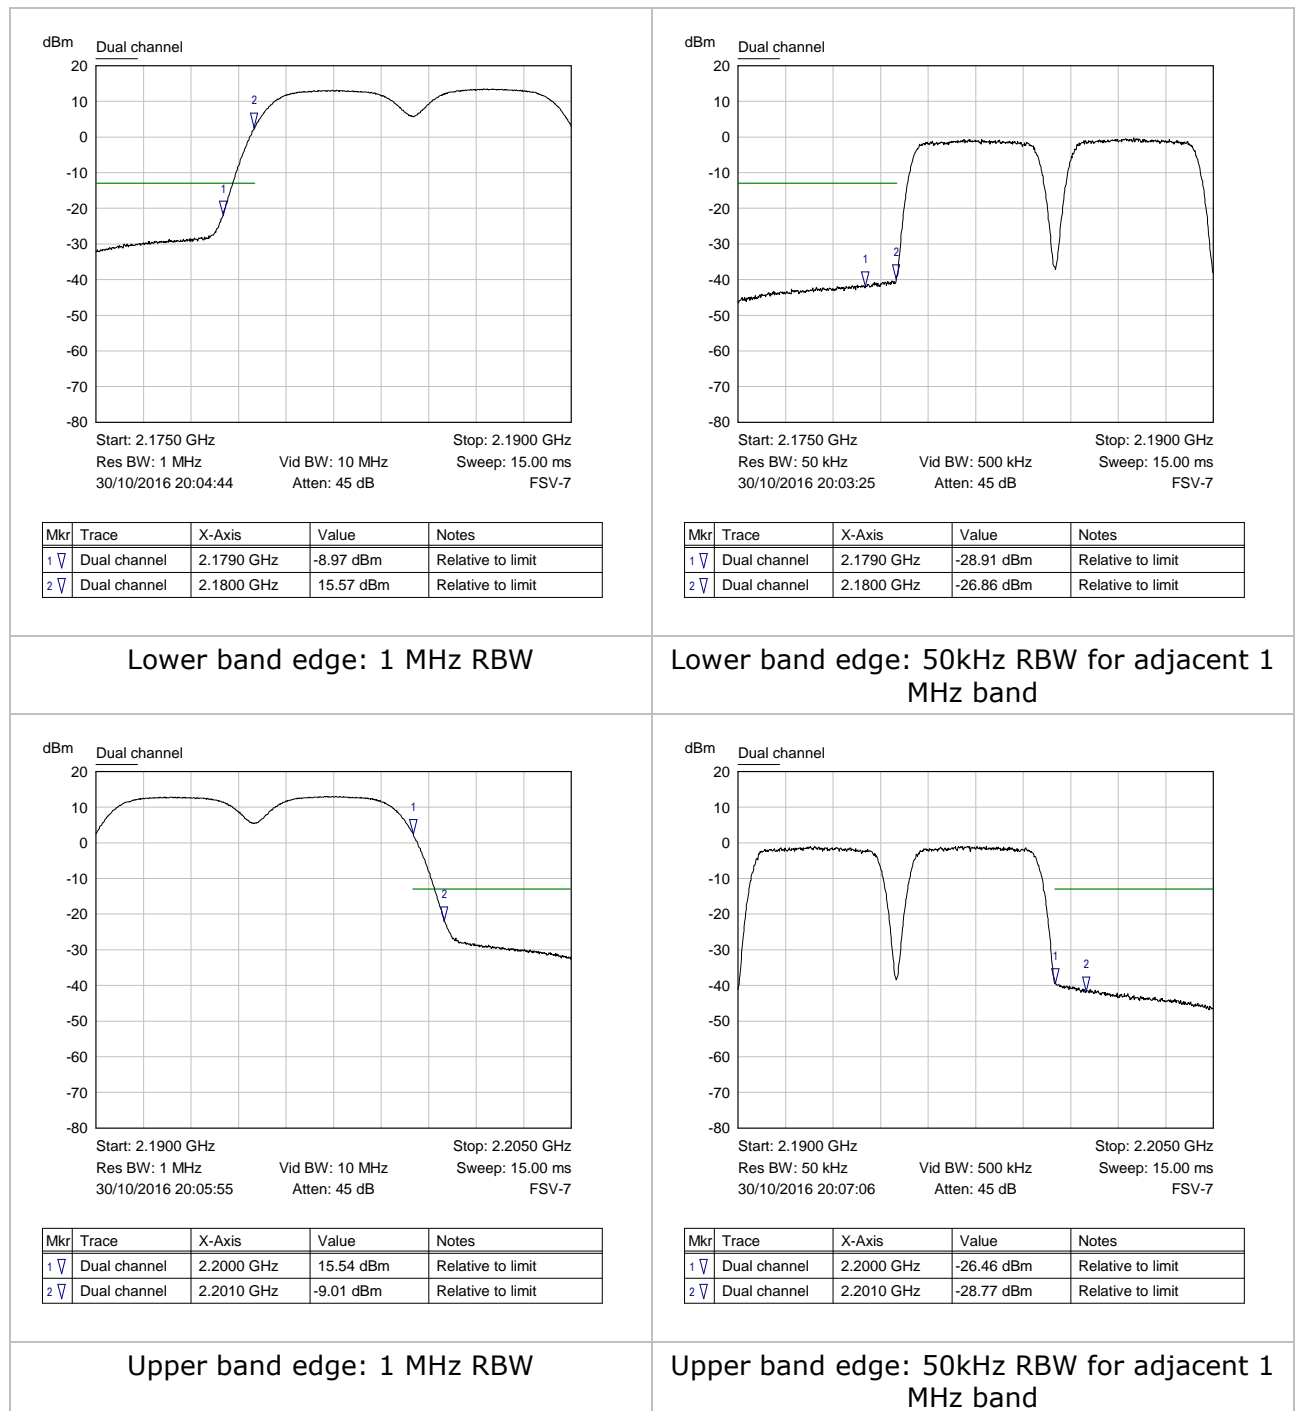 dBm Dual channel
20
10
0
-10
-20
-30
-40
-50
-60
-70
-80
2
1
Start: 2.1750 GHz Stop: 2.1900 GHz
Res BW: 1 MHz Vid BW: 10 MHz Sweep: 15.00 ms
30/10/2016 20:04:44 Atten: 45 dB FSV-7
Mkr Trace X-Axis Value Notes
1 Dual channel 2.1790 GHz -8.97 dBm Relative to limit
2 Dual channel 2.1800 GHz 15.57 dBm Relative to limit
Lower band edge: 1 MHz RBW
dBm Dual channel
20
10
0
-10
-20
-30
-40
-50
-60
-70
-80
1 2
Start: 2.1750 GHz Stop: 2.1900 GHz
Res BW: 50 kHz Vid BW: 500 kHz Sweep: 15.00 ms
30/10/2016 20:03:25 Atten: 45 dB FSV-7
Mkr Trace X-Axis Value Notes
1 Dual channel 2.1790 GHz -28.91 dBm Relative to limit
2 Dual channel 2.1800 GHz -26.86 dBm Relative to limit
Lower band edge: 50kHz RBW for adjacent 1
MHz band
dBm Dual channel
20
10
0
-10
-20
-30
-40
-50
-60
-70
-80
1
2
Start: 2.1900 GHz Stop: 2.2050 GHz
Res BW: 1 MHz Vid BW: 10 MHz Sweep: 15.00 ms
30/10/2016 20:05:55 Atten: 45 dB FSV-7
Mkr Trace X-Axis Value Notes
1 Dual channel 2.2000 GHz 15.54 dBm Relative to limit
2 Dual channel 2.2010 GHz -9.01 dBm Relative to limit
Upper band edge: 1 MHz RBW
dBm Dual channel
20
10
0
-10
-20
-30
-40
-50
-60
-70
-80
1 2
Start: 2.1900 GHz Stop: 2.2050 GHz
Res BW: 50 kHz Vid BW: 500 kHz Sweep: 15.00 ms
30/10/2016 20:07:06 Atten: 45 dB FSV-7
Mkr Trace X-Axis Value Notes
1 Dual channel 2.2000 GHz -26.46 dBm Relative to limit
2 Dual channel 2.2010 GHz -28.77 dBm Relative to limit
Upper band edge: 50kHz RBW for adjacent 1
MHz band